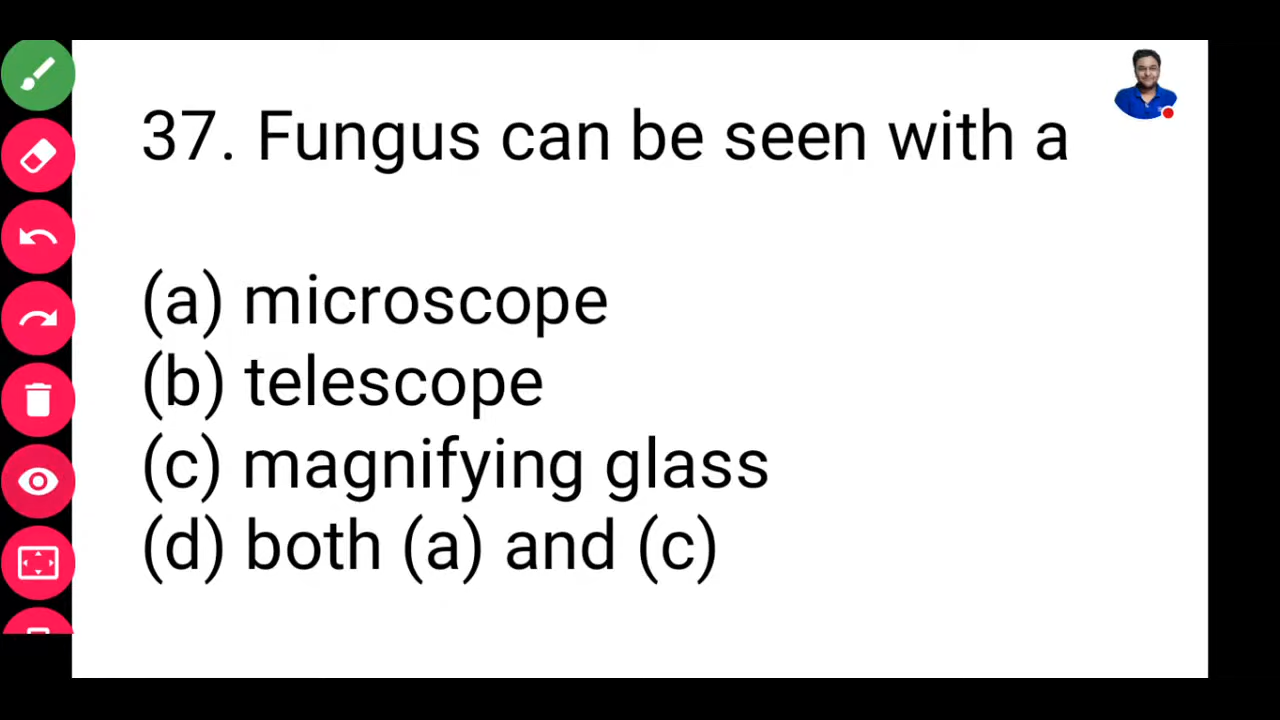 37. Fungus can be seen with a
(a) microscope
(b) telescope
(c) magnifying glass
(d) both (a) and (c)